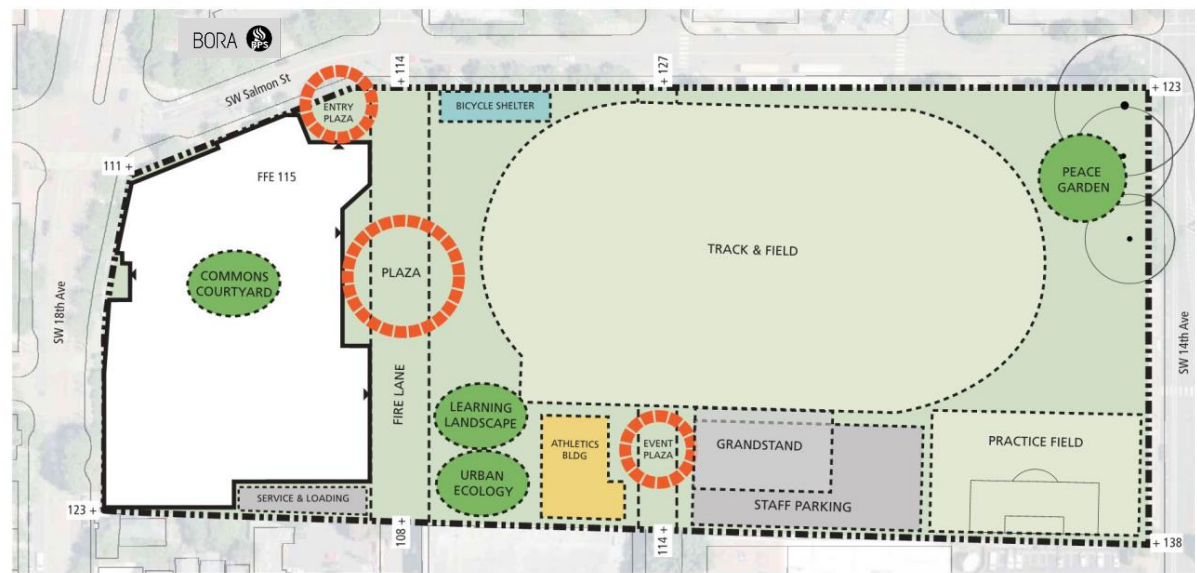 BORA
PPS
SW Salmon St
+ 114
+ 127
+ 123
ENTRY
PLAZA
BICYCLE SHELTER
111 +
FFE 115
PEACE
GARDEN
COMMONS
COURTYARD
PLAZA
TRACK & FIELD
SW 18th Ave
SW 14th Ave
FIRE LANE
LEARNING
LANDSCAPE
ATHLETICS
BLDG
EVENT
PLAZA
GRANDSTAND
PRACTICE FIELD
URBAN
ECOLOGY
SERVICE & LOADING
STAFF PARKING
123 +
108 +
114 +
+ 138